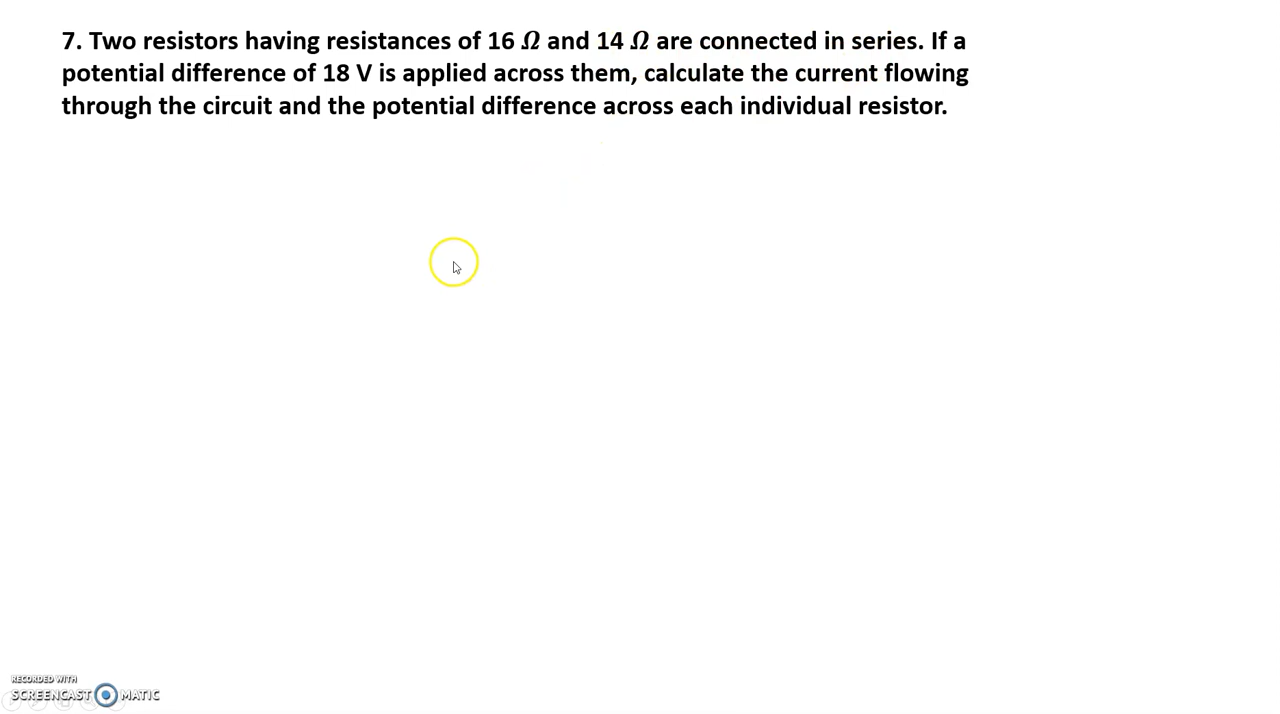 7. Two resistors having resistances of 16 Ω and 14 Ω are connected in series. If a
potential difference of 18 V is applied across them, calculate the current flowing
through the circuit and the potential difference across each individual resistor.
RECORDED WITH
SCREENCAST MATIC